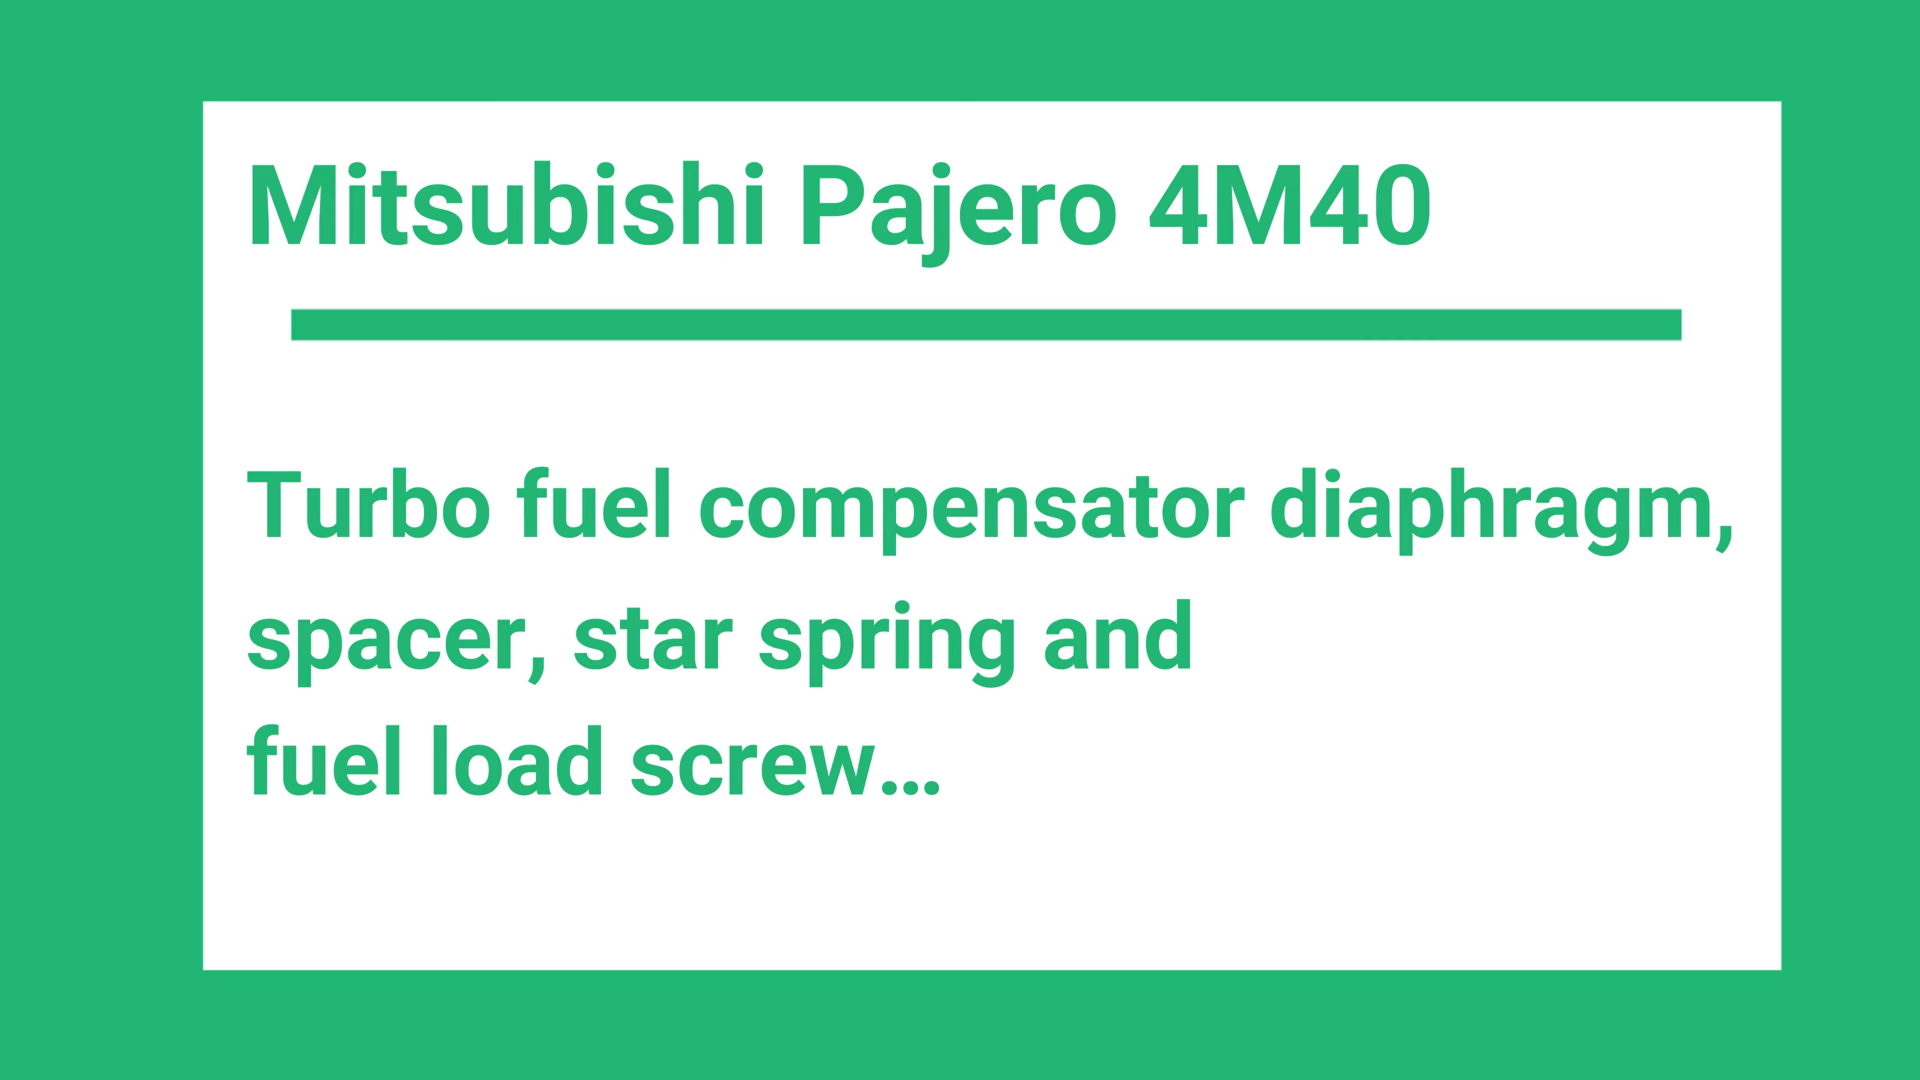 Mitsubishi Pajero 4M40
Turbo fuel compensator diaphragm,
spacer, star spring and
fuel load screw...